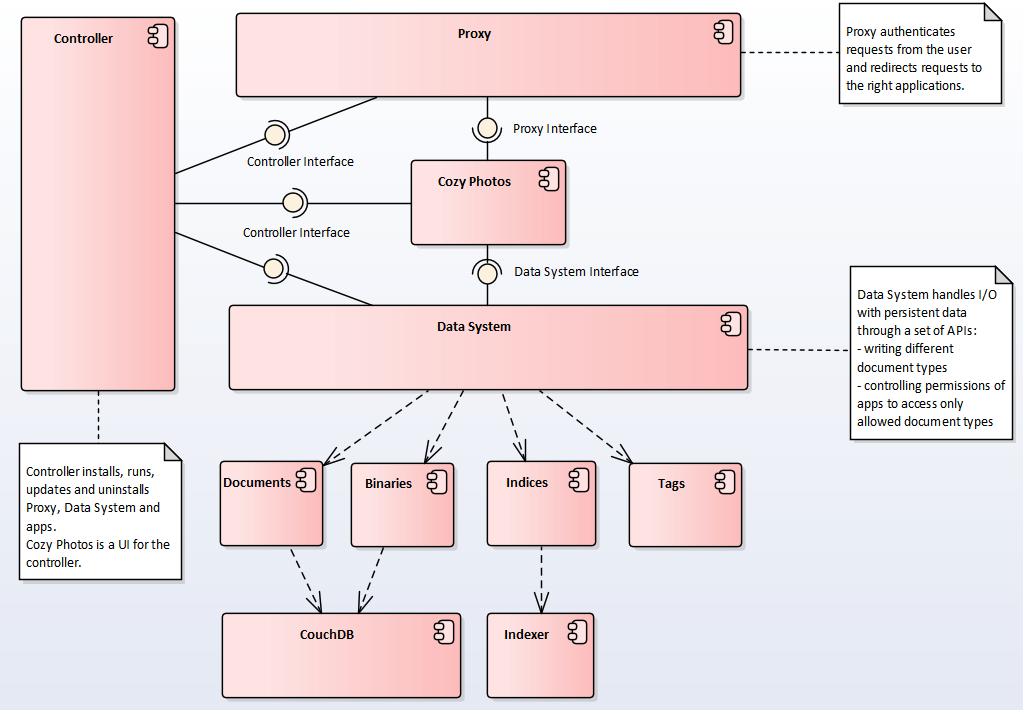 Controller
Proxy
Proxy authenticates
requests from the user
and redirects requests to
the right applications.
Proxy Interface
Controller Interface
Cozy Photos
Controller Interface
Data System Interface
Data System
Data System handles I/O
with persistent data
through a set of APIs:
- writing different
document types
- controlling permissions of
apps to access only
allowed document types
Controller installs, runs,
updates and uninstalls
Proxy, Data System and
apps.
Cozy Photos is a UI for the
controller.
Documents
Binaries
Indices
Tags
CouchDB
Indexer